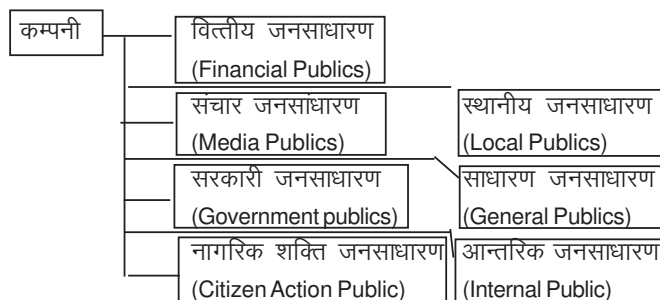 कम्पनी
वित्तीय जनसाधारण
(Financial Publics)
संचार जनसांधारण
(Media Publics)
स्थानीय जनसाधारण
(Local Publics)
सरकारी जनसाधारण
(Government publics)
साधारण जनसाधारण
(General Publics)
नागरिक शक्ति जनसाधारण
(Citizen Action Public)
आन्तरिक जनसाधारण
(Internal Public)